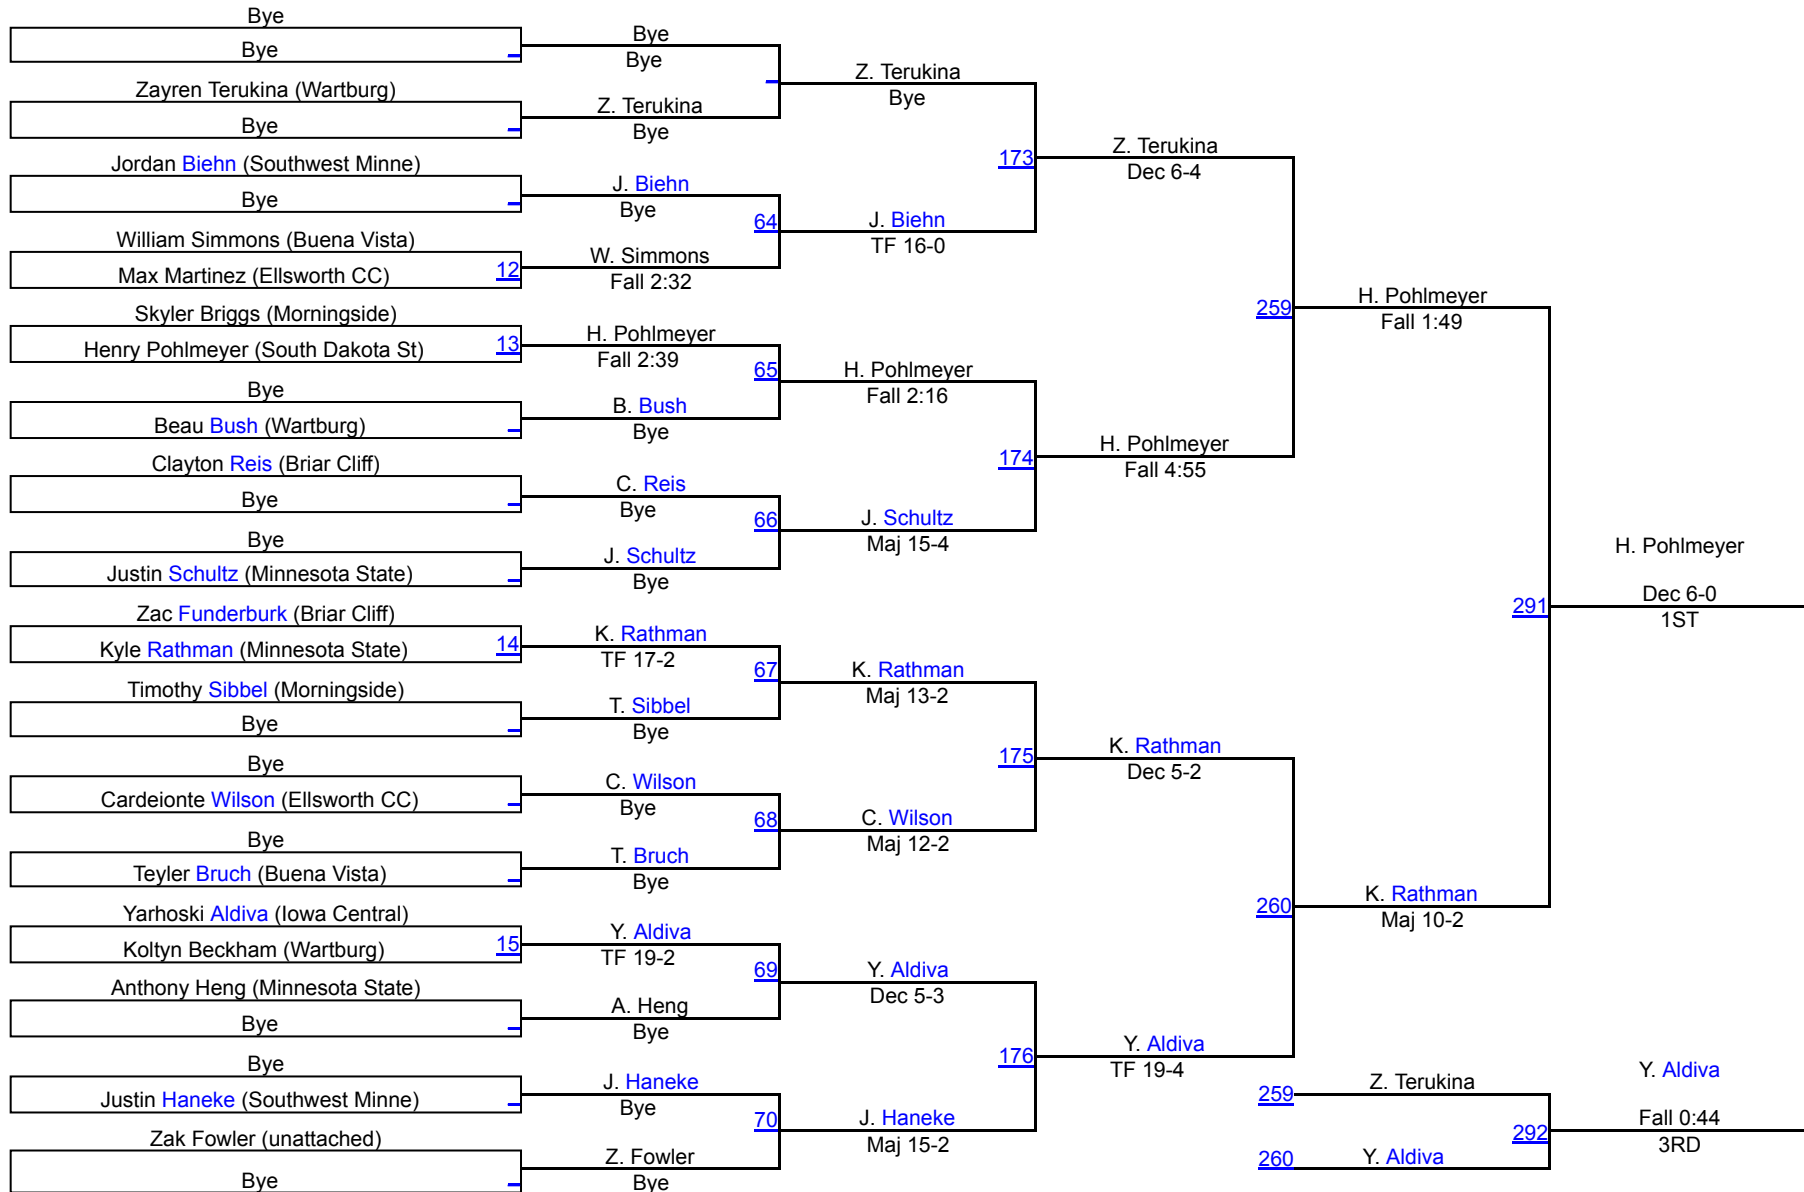 Bye
Bye
Zayren Terukina (Wartburg)
Bye
Jordan Biehn (Southwest Minne)
Bye
William Simmons (Buena Vista)
Max Martinez (Ellsworth CC)
12
Skyler Briggs (Morningside)
Henry Pohlmeyer (South Dakota St)
13
Bye
Beau Bush (Wartburg)
Clayton Reis (Briar Cliff)
Bye
Bye
Justin Schultz (Minnesota State)
Zac Funderburk (Briar Cliff)
Kyle Rathman (Minnesota State)
14
Timothy Sibbel (Morningside)
Bye
Bye
Cardeionte Wilson (Ellsworth CC)
Bye
Teyler Bruch (Buena Vista)
Yarhoski Aldiva (Iowa Central)
Koltyn Beckham (Wartburg)
15
Anthony Heng (Minnesota State)
Bye
Bye
Justin Haneke (Southwest Minne)
Zak Fowler (unattached)
Bye
Bye
Bye
Z. Terukina
Bye
J. Biehn
Bye
64
W. Simmons
Fall 2:32
H. Pohlmeyer
Fall 2:39
65
B. Bush
Bye
C. Reis
Bye
66
J. Schultz
Bye
K. Rathman
TF 17-2
67
T. Sibbel
Bye
C. Wilson
Bye
68
T. Bruch
Bye
Y. Aldiva
TF 19-2
69
A. Heng
Bye
J. Haneke
Bye
70
Z. Fowler
Bye
Z. Terukina
Bye
173
J. Biehn
TF 16-0
H. Pohlmeyer
Fall 2:16
174
J. Schultz
Maj 15-4
K. Rathman
Maj 13-2
175
C. Wilson
Maj 12-2
Y. Aldiva
Dec 5-3
176
J. Haneke
Maj 15-2
Z. Terukina
Dec 6-4
259
H. Pohlmeyer
Fall 4:55
K. Rathman
Dec 5-2
260
Y. Aldiva
TF 19-4
H. Pohlmeyer
Fall 1:49
291
K. Rathman
Maj 10-2
H. Pohlmeyer
Dec 6-0
1ST
259
Z. Terukina
292
260
Y. Aldiva
Y. Aldiva
Fall 0:44
3RD